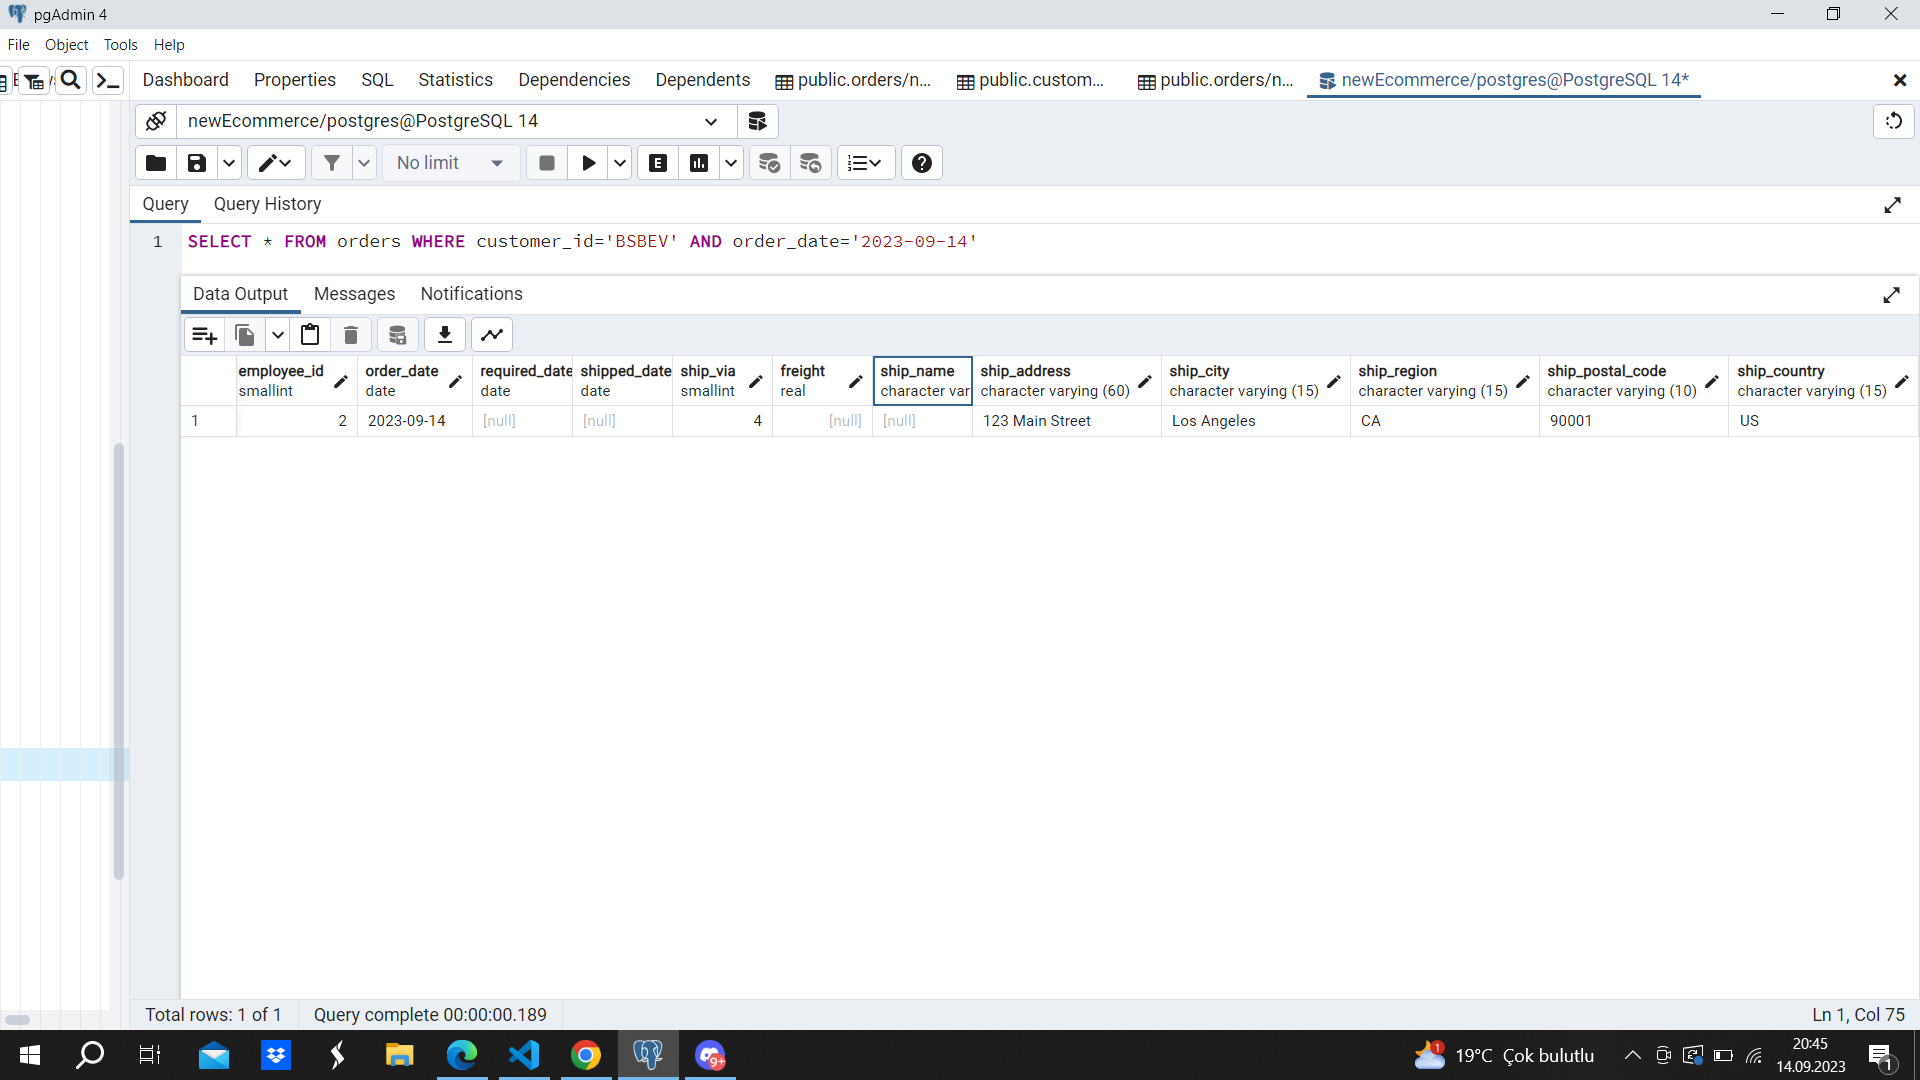 pgAdmin 4
File Object Tools Help
Dashboard Properties SQL Statistics Dependencies Dependents public.orders/n... public.custom... public.orders/n... newEcommerce/postgres@PostgreSQL 14*
newEcommerce/postgres@PostgreSQL 14
No limit
E
Query Query History
1 SELECT * FROM orders WHERE customer_id='BSBEV' AND order_date='2023-09-14'
Data Output Messages Notifications
employee_id order_date required_date shipped_date ship_via freight ship_name ship_address ship_city ship_region ship_postal_code ship_country
smallint date date date smallint real character var character varying (60) character varying (15) character varying (15) character varying (10) character varying (15)
1 2 2023-09-14 [null] [null] 4 [null] [null] 123 Main Street Los Angeles CA 90001 US
Total rows: 1 of 1 Query complete 00:00:00.189 Ln 1, Col 75
9+ 1 19°C Çok bulutlu 20:45
14.09.2023 1